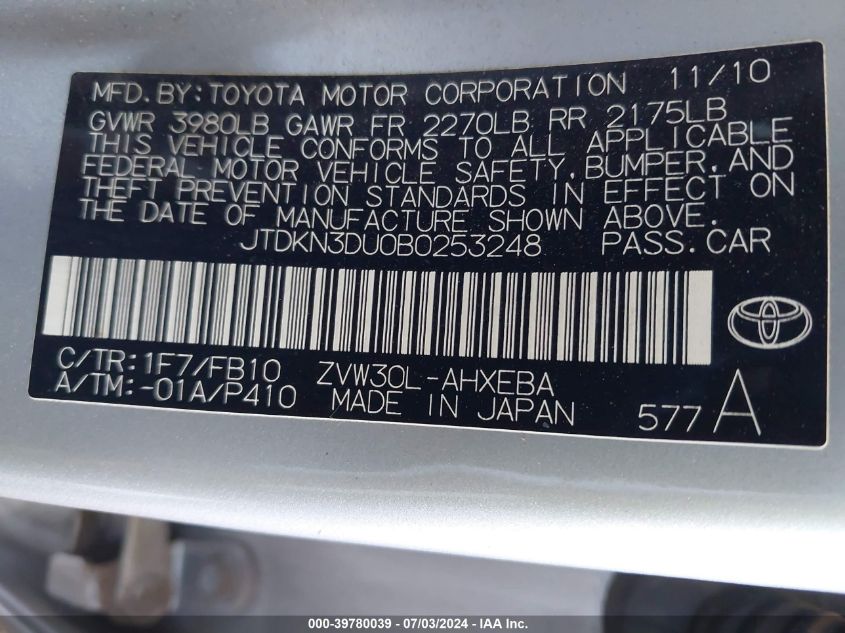 MFD.BY:TOYOTA MOTOR CORPORATION 11/10
GVWR 3980LB GAWR FR 2270LB RR 2175LB
THIS VEHICLE CONFORMS TO ALL APPLICABLE
FEDERAL MOTOR VEHICLE SAFETY,BUMPER,AND
THEFT PREVENTION STANDARDS IN EFFECT ON
THE DATE OF MANUFACTURE SHOWN ABOVE.
JTDKN3DU0B0253248 PASS.CAR
C/TR:1F7/FB10 ZVW30L-AHXEBA
A/TM:-01A/P410 MADE IN JAPAN 577 A
000-39780039 - 07/03/2024 - IAA Inc.